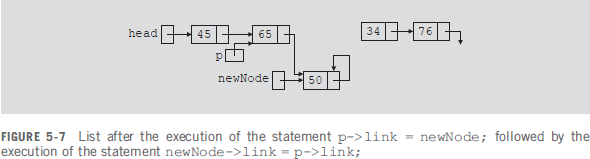 head 45 65 34 76
p
newNode 50
FIGURE 5-7 List after the execution of the statement p->link = newNode; followed by the
execution of the statement newNode->link = p->link;